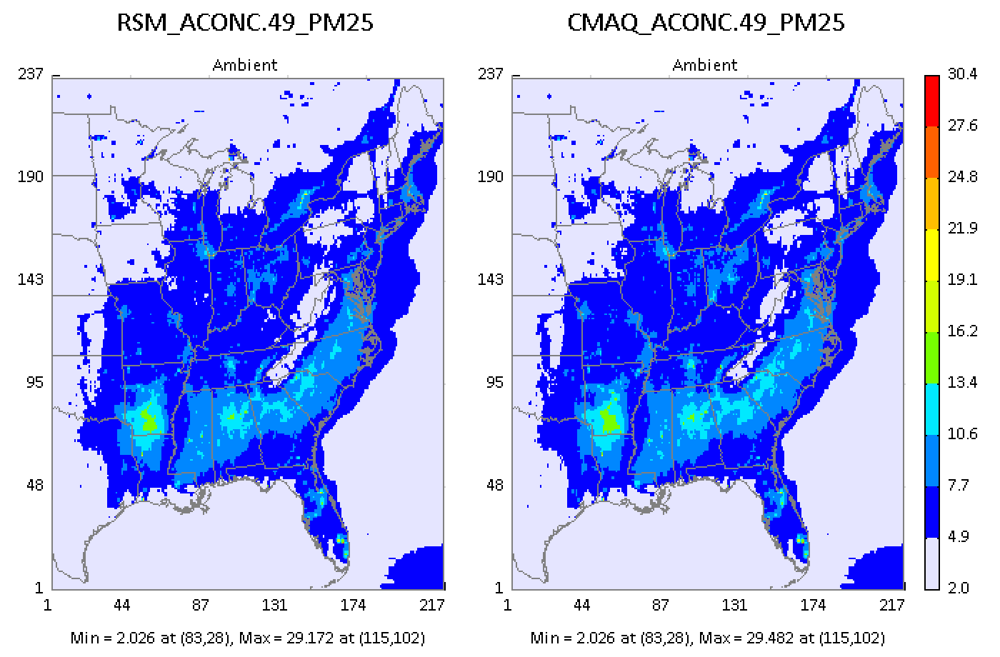 RSM_ACONC.49_PM25
Ambient
237
190
143
95
48
1
1 44 87 131 174 217
Min = 2.026 at (83,28), Max = 29.172 at (115,102)
CMAQ_ACONC.49_PM25
Ambient
237
190
143
95
48
1
1 44 87 131 174 217
Min = 2.026 at (83,28), Max = 29.482 at (115,102)
30.4
27.6
24.8
21.9
19.1
16.2
13.4
10.6
7.7
4.9
2.0